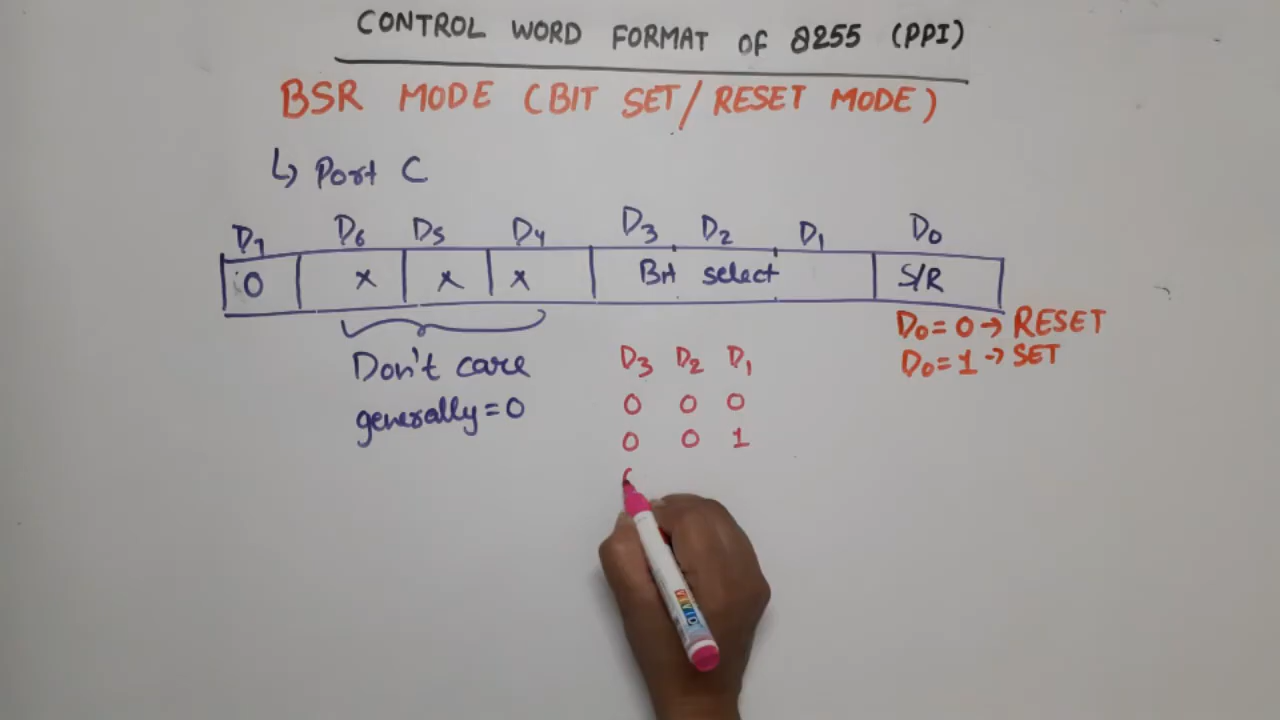 CONTROL WORD FORMAT OF 8255 (PPI)
BSR MODE (BIT SET/RESET MODE)
↳ Port C
D7 D6 D5 D4 D3 D2 D1 D0
0 x x x Bit select S/R
D0 = 0 → RESET
D0 = 1 → SET
Don't care
generally = 0
D3 D2 D1
0 0 0
0 0 1